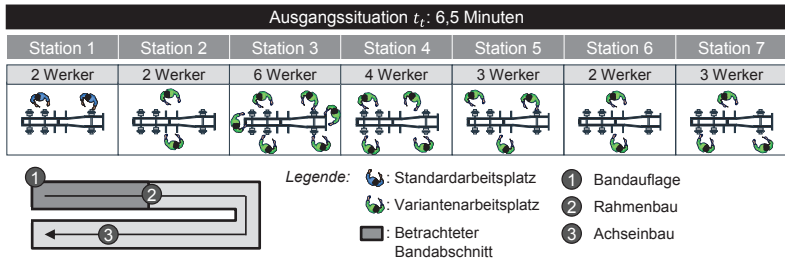 Ausgangssituation tₜ: 6,5 Minuten
Station 1 Station 2 Station 3 Station 4 Station 5 Station 6 Station 7
2 Werker 2 Werker 6 Werker 4 Werker 3 Werker 2 Werker 3 Werker
1
2
3
Legende:
: Standardarbeitsplatz
: Variantenarbeitsplatz
: Betrachteter
Bandabschnitt
1 Bandauflage
2 Rahmenbau
3 Achseinbau